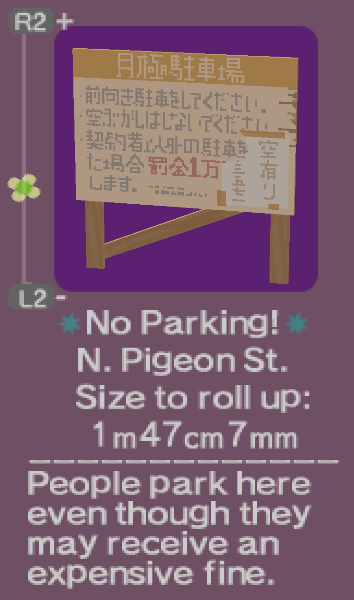 R2 +
月極駐車場
・前向き駐車をしてください。
・空ぶかしはしないでください。
・契約者以外の駐車を
た場合 罰金1万
します。
空有り
L2 -
No Parking!
N. Pigeon St.
Size to roll up:
1m47cm7mm
People park here
even though they
may receive an
expensive fine.